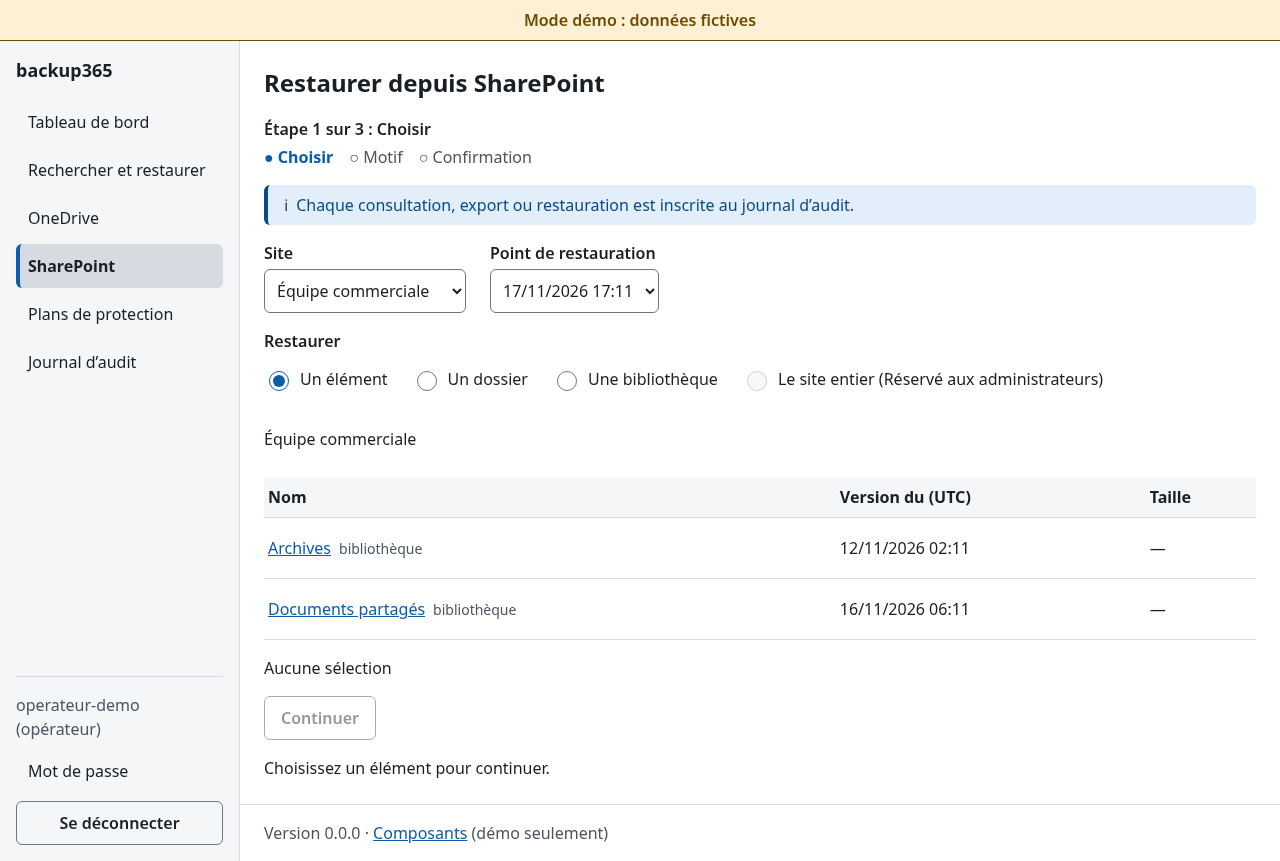 Mode démo : données fictives
backup365
Tableau de bord
Rechercher et restaurer
OneDrive
SharePoint
Plans de protection
Journal d’audit
operateur-demo
(opérateur)
Mot de passe
Se déconnecter
Restaurer depuis SharePoint
Étape 1 sur 3 : Choisir
● Choisir ○ Motif ○ Confirmation
i Chaque consultation, export ou restauration est inscrite au journal d’audit.
Site Point de restauration
Équipe commerciale 17/11/2026 17:11
Restaurer
Un élément Un dossier Une bibliothèque Le site entier (Réservé aux administrateurs)
Équipe commerciale
Nom Version du (UTC) Taille
Archives bibliothèque 12/11/2026 02:11 —
Documents partagés bibliothèque 16/11/2026 06:11 —
Aucune sélection
Continuer
Choisissez un élément pour continuer.
Version 0.0.0 · Composants (démo seulement)